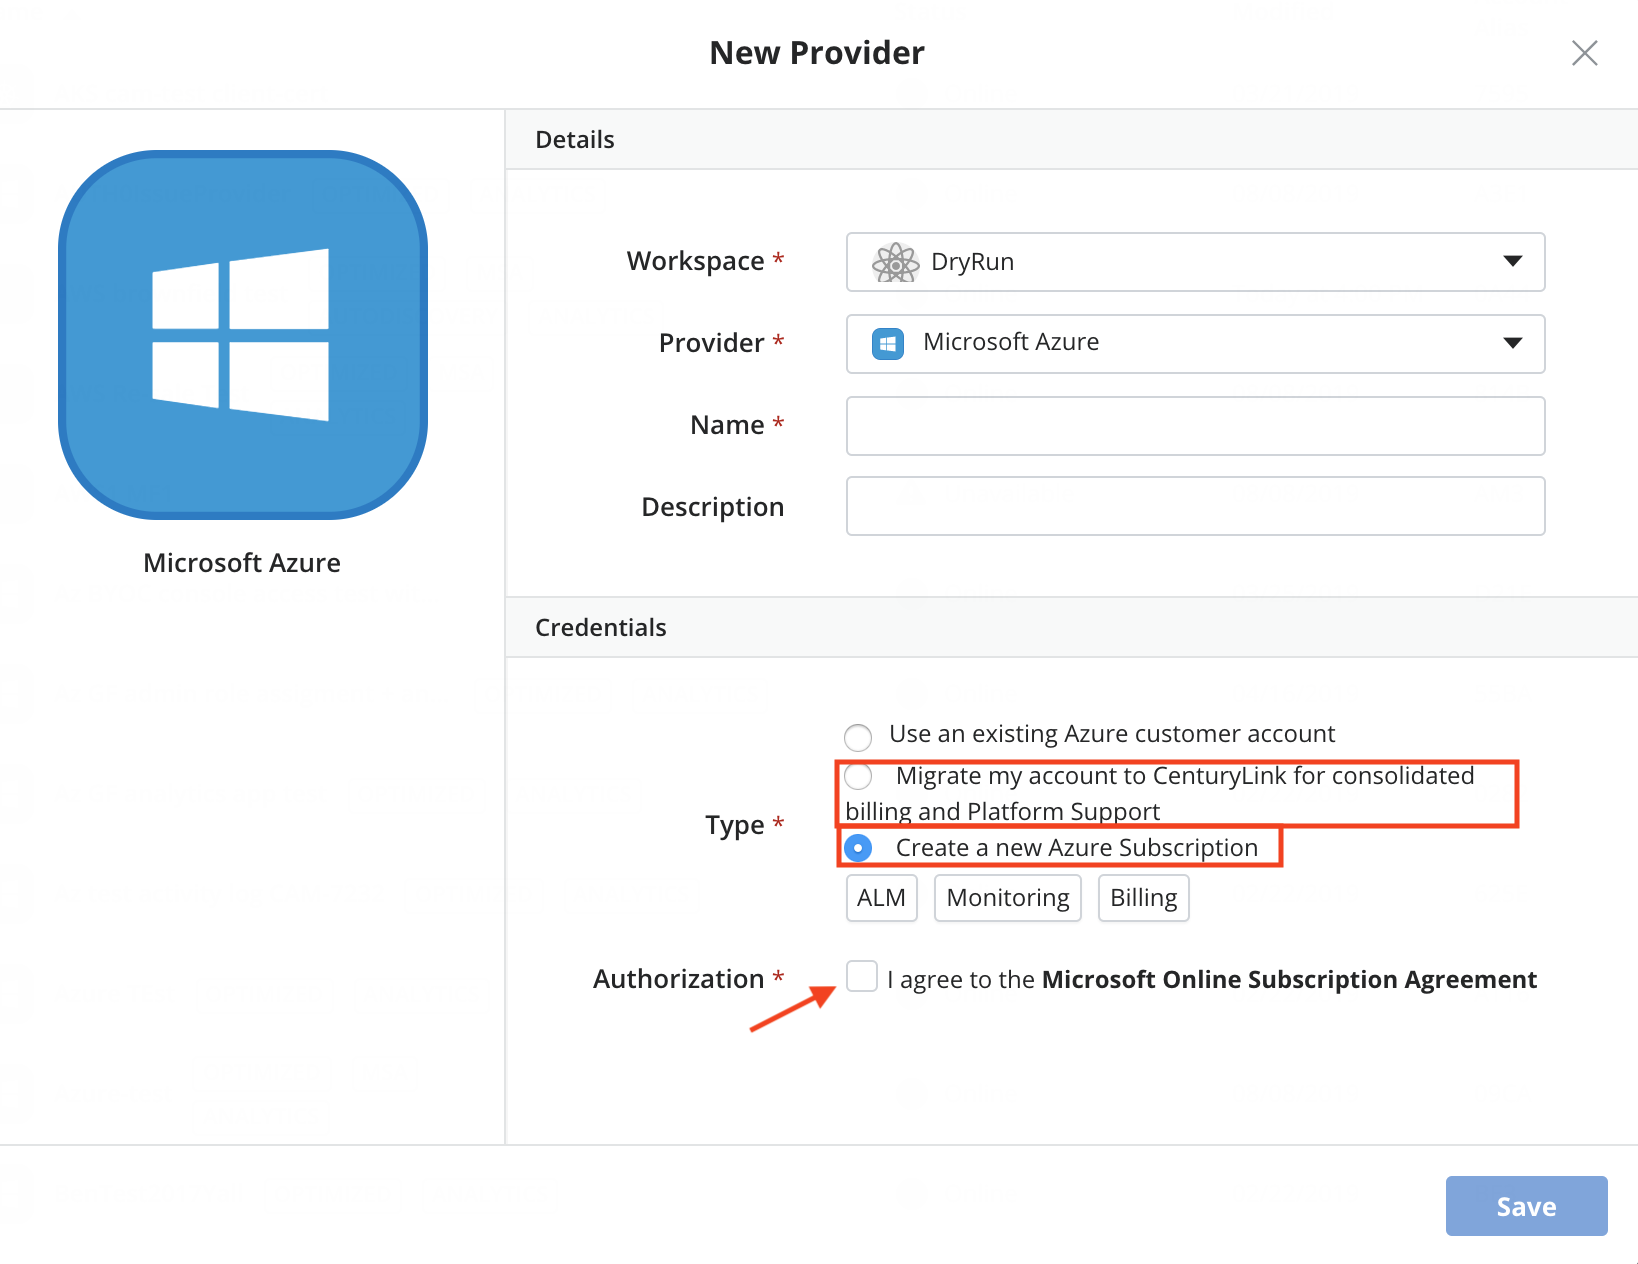 New Provider
Details
Workspace *
DryRun
Provider *
Microsoft Azure
Name *
Description
Microsoft Azure
Credentials
Type *
Use an existing Azure customer account
Migrate my account to CenturyLink for consolidated
billing and Platform Support
Create a new Azure Subscription
ALM Monitoring Billing
Authorization *
I agree to the Microsoft Online Subscription Agreement
Save